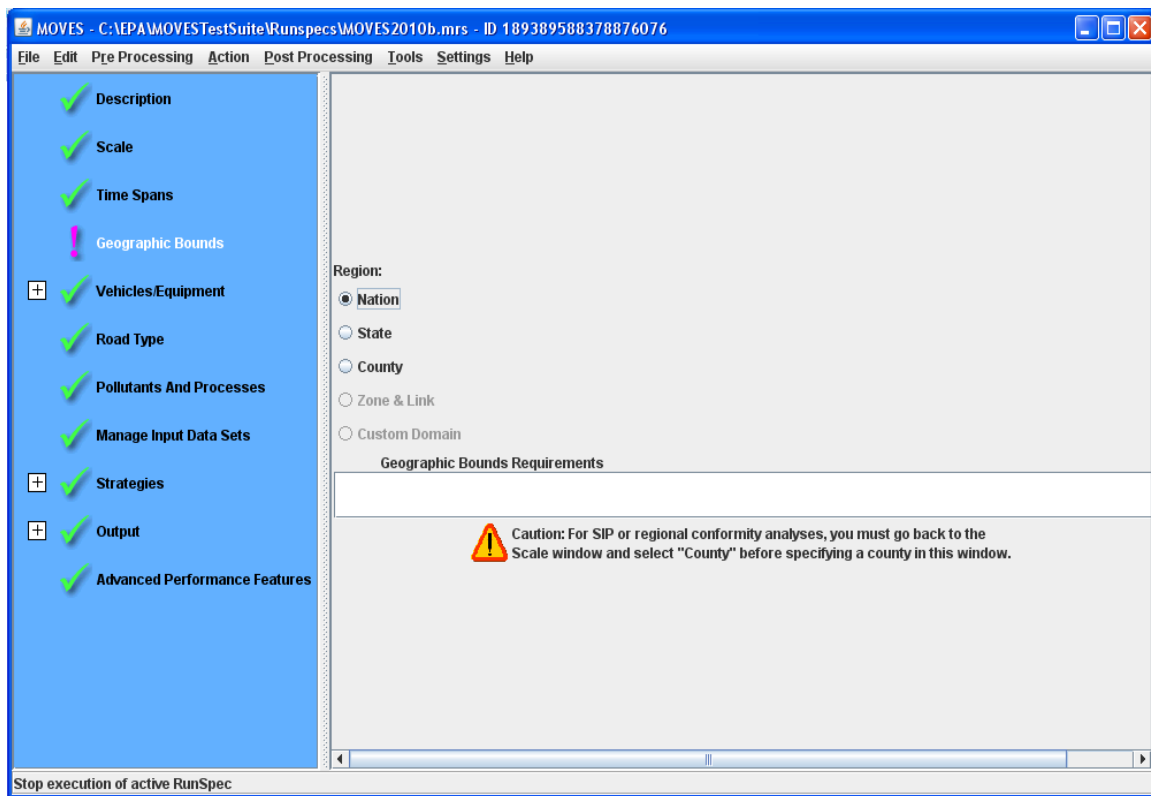 MOVES - C:\EPA\MOVESTestSuite\Runspecs\MOVES2010b.mrs - ID 1893895883788​76076
File Edit Pre Processing Action Post Processing Tools Settings Help
Description
Scale
Time Spans
Geographic Bounds
Vehicles/Equipment
Road Type
Pollutants And Processes
Manage Input Data Sets
Strategies
Output
Advanced Performance Features
Region:
Nation
State
County
Zone & Link
Custom Domain
Geographic Bounds Requirements
Caution: For SIP or regional conformity analyses, you must go back to the
Scale window and select "County" before specifying a county in this window.
Stop execution of active RunSpec